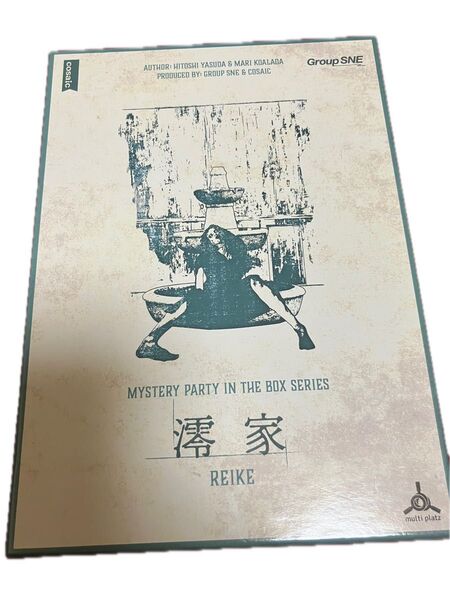 cosaic
AUTHOR: HITOSHI YASUDA & MARI KOALADA
PRODUCED BY: GROUP SNE & COSAIC
Group SNE
MYSTERY PARTY IN THE BOX SERIES
澪家
REIKE
multi platz